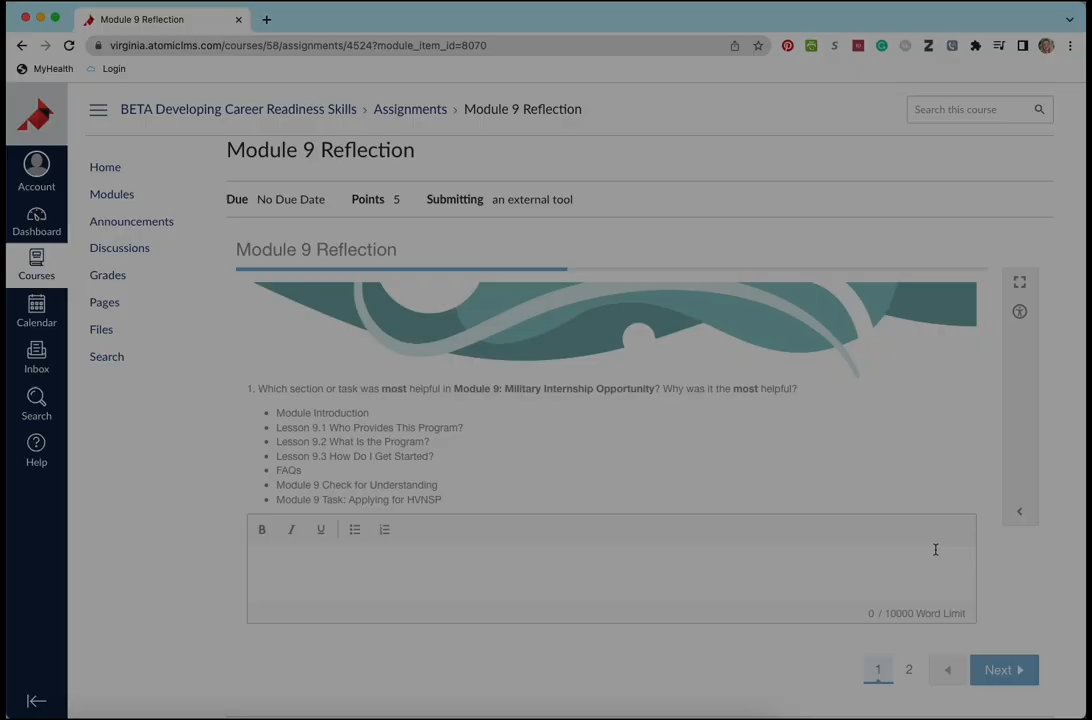 Module 9 Reflection
virginia.atomiclms.com/courses/58/assignments/4524?module_item_id=8070
MyHealth
Login
BETA Developing Career Readiness Skills › Assignments › Module 9 Reflection
Search this course
Account
Dashboard
Courses
Calendar
Inbox
Search
Help
Home
Modules
Announcements
Discussions
Grades
Pages
Files
Search
Module 9 Reflection
Due No Due Date Points 5 Submitting an external tool
Module 9 Reflection
1. Which section or task was most helpful in Module 9: Military Internship Opportunity? Why was it the most helpful?
• Module Introduction
• Lesson 9.1 Who Provides This Program?
• Lesson 9.2 What Is the Program?
• Lesson 9.3 How Do I Get Started?
• FAQs
• Module 9 Check for Understanding
• Module 9 Task: Applying for HVNSP
B I U
0 / 10000 Word Limit
1 2 Next